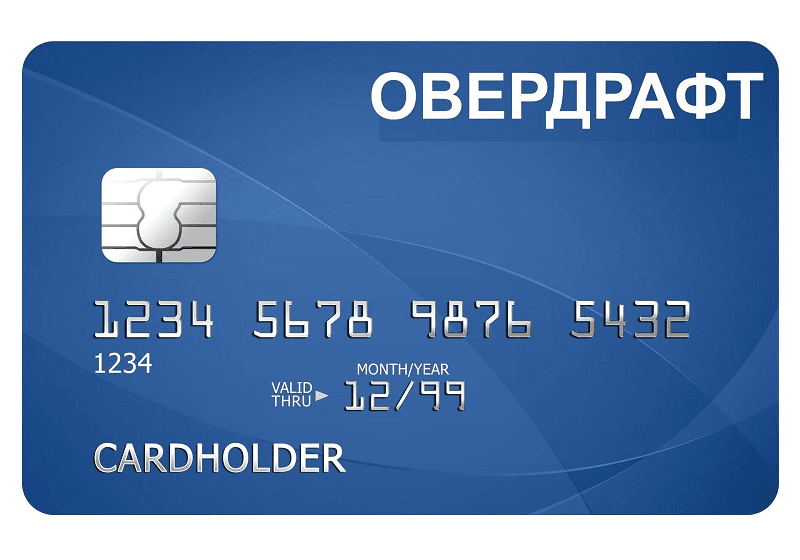 ОВЕРДРАФТ
1234 5678 9876 5432
1234
MONTH/YEAR
VALID THRU 12/99
CARDHOLDER